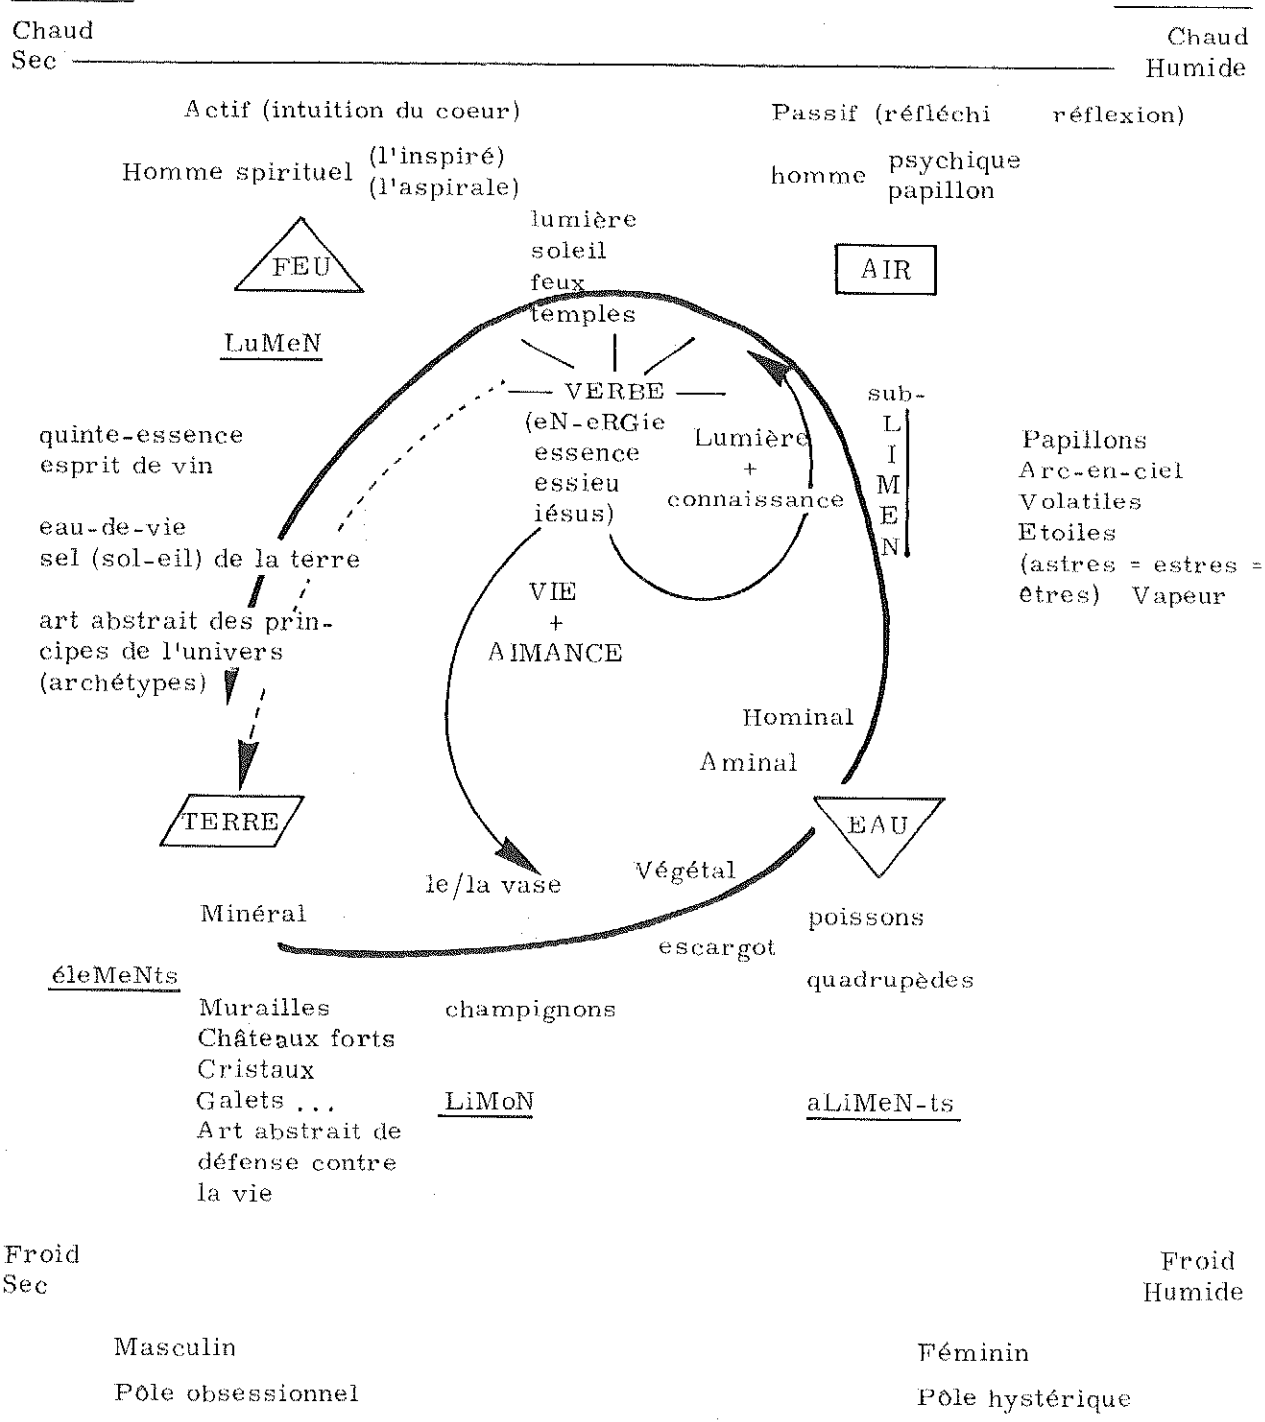 Chaud
Sec
Chaud
Humide
Actif (intuition du coeur)
Passif (réfléchi réflexion)
Homme spirituel (l'inspiré)
(l'aspirale)
homme psychique
papillon
lumière
soleil
feux
temples
FEU
AIR
LuMeN
VERBE
(eN-eRGie
essence
essieu
iésus)
Lumière
+
connaissance
sub-
L
I
M
E
N
quinte-essence
esprit de vin
eau-de-vie
sel (sol-eil) de la terre
art abstrait des prin-
cipes de l'univers
(archétypes)
Papillons
Arc-en-ciel
Volatiles
Etoiles
(astres = estres =
êtres) Vapeur
VIE
+
AIMANCE
Hominal
Aminal
TERRE
EAU
Végétal
le/la vase
Minéral
poissons
escargot
éleMeNts
quadrupèdes
Murailles
Châteaux forts
Cristaux
Galets ...
Art abstrait de
défense contre
la vie
champignons
LiMoN
aLiMeN-ts
Froid
Sec
Froid
Humide
Masculin
Féminin
Pôle obsessionnel
Pôle hystérique